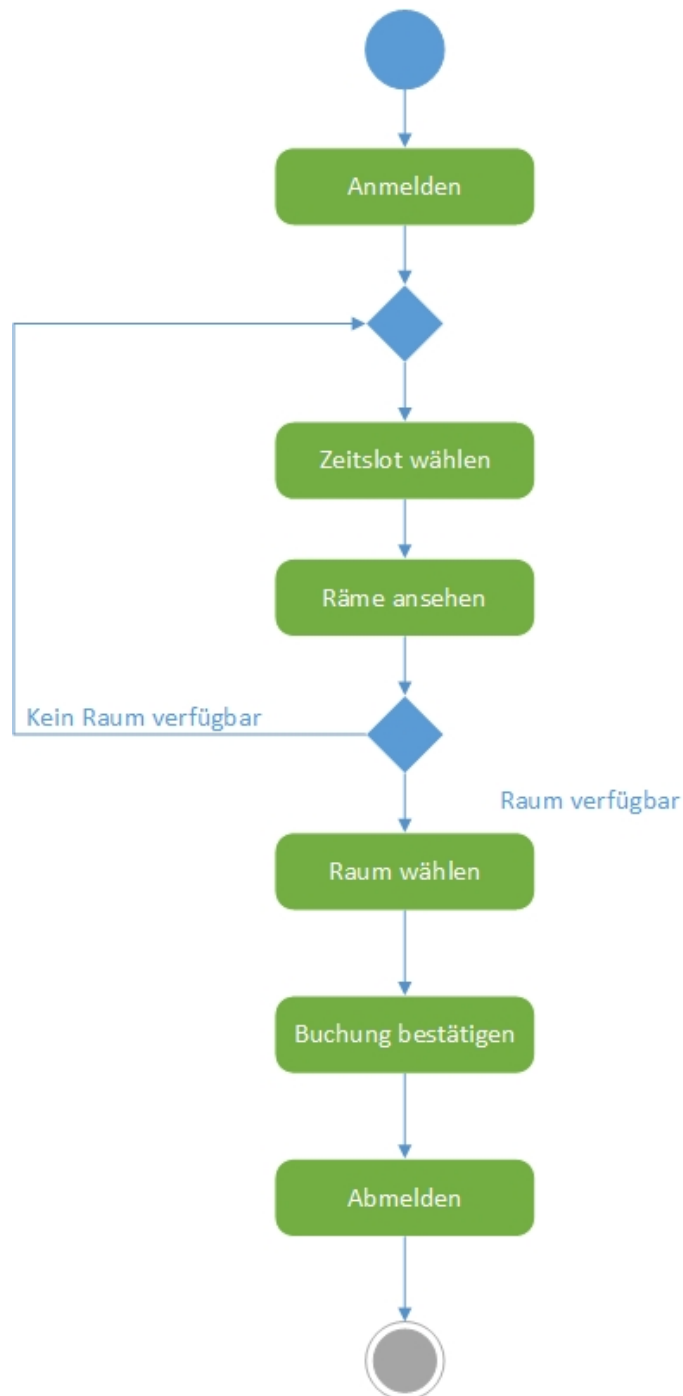 Anmelden
Zeitslot wählen
Räme ansehen
Kein Raum verfügbar
Raum verfügbar
Raum wählen
Buchung bestätigen
Abmelden